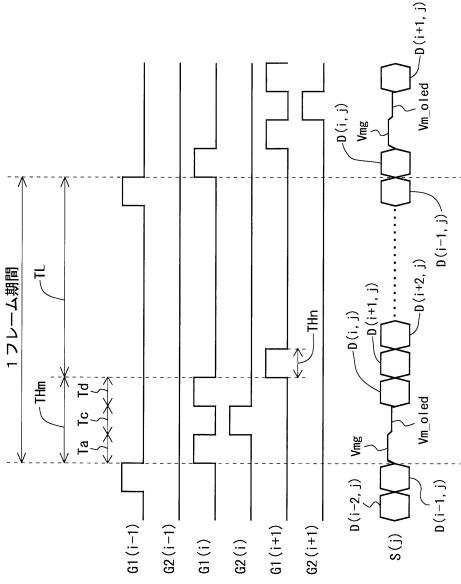 1フレーム期間
THm
TL
Ta
Tc
Td
G1(i-1)
G2(i-1)
G1(i)
G2(i)
G1(i+1)
THn
G2(i+1)
D(i-2, j)
Vmg
D(i, j)
D(i+1, j)
D(i, j)
Vmg
S(j)
D(i-1, j)
Vm_oled
D(i+2, j)
D(i-1, j)
Vm_oled
D(i+1, j)